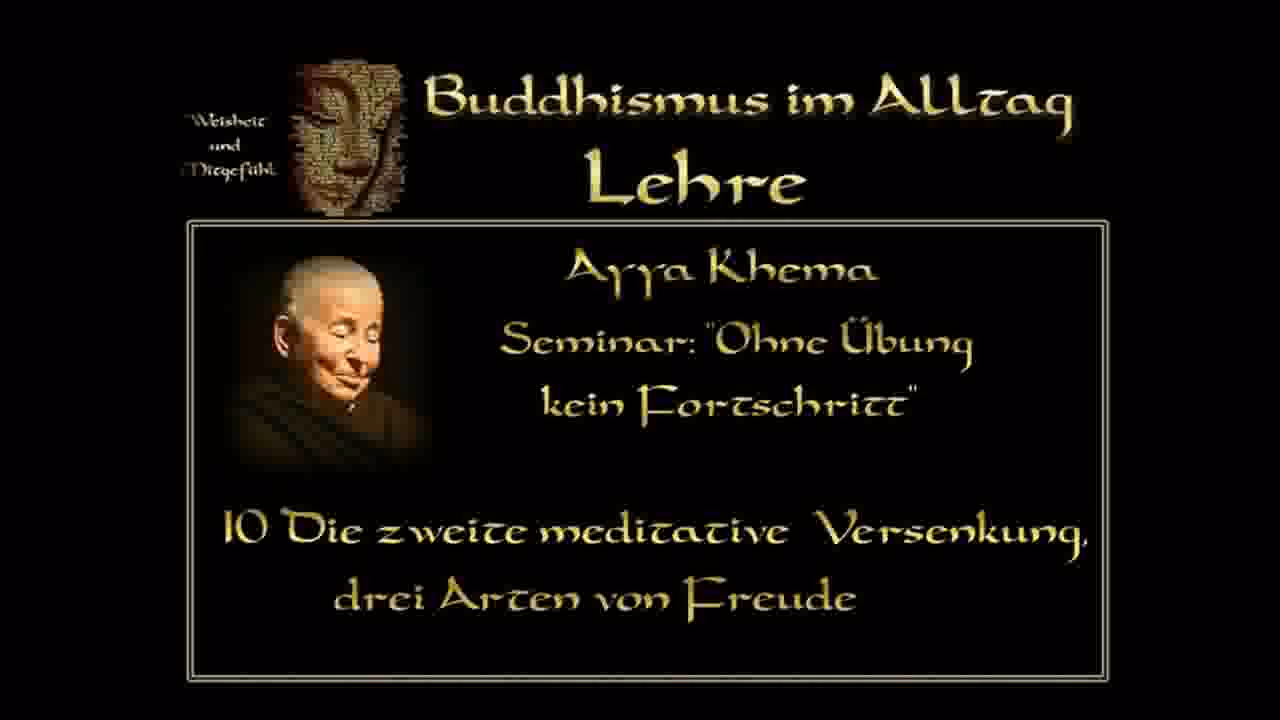 Weisheit
und
Mitgefühl
Buddhismus im Alltag
Lehre
Ayya Khema
Seminar: "Ohne Übung
kein Fortschritt"
10 Die zweite meditative Versenkung,
drei Arten von Freude